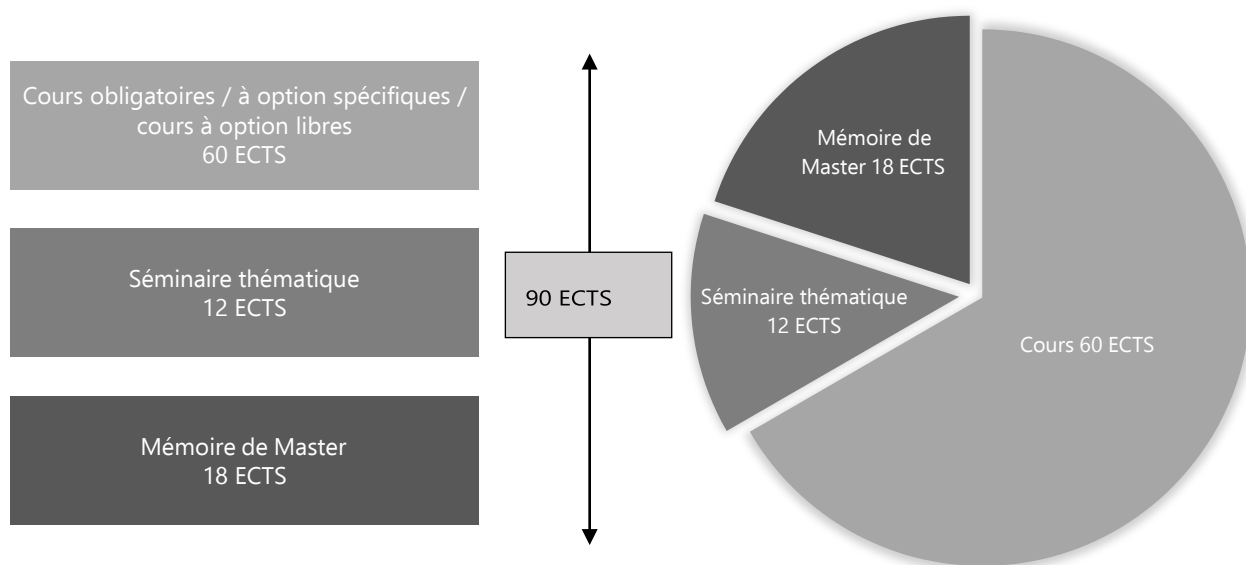 Cours obligatoires / à option spécifiques /
cours à option libres
60 ECTS
Séminaire thématique
12 ECTS
Mémoire de Master
18 ECTS
90 ECTS
Mémoire de
Master 18 ECTS
Séminaire thématique
12 ECTS
Cours 60 ECTS